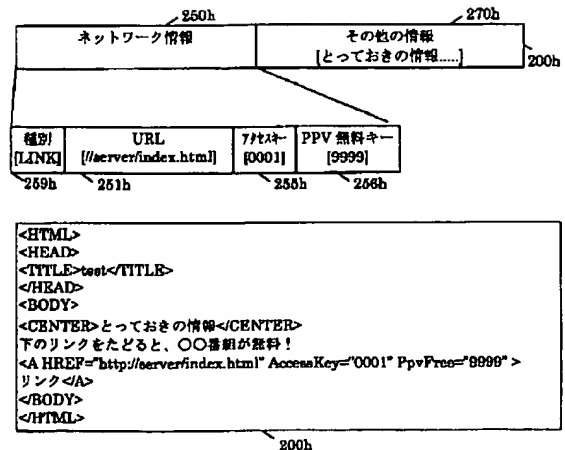 250h 270h
ネットワーク情報 その他の情報
[とっておきの情報.....] 200h
種別 URL アクセスキー PPV 無料キー
[LINK] [//server/index.html] [0001] [9999]
259h 251h 255h 256h
<HTML>
<HEAD>
<TITLE>test</TITLE>
</HEAD>
<BODY>
<CENTER>とっておきの情報</CENTER>
下のリンクをたどると、〇〇番組が無料！
<A HREF="http://server/index.html" AccessKey="0001" PpvFree="9999" >
リンク</A>
</BODY>
</HTML>
200h